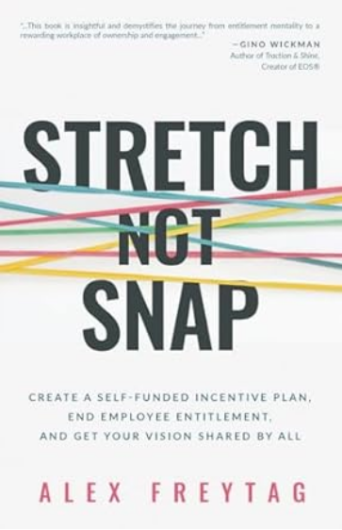 "...This book is insightful and demystifies the journey from entitlement mentality to a
rewarding workplace of ownership and engagement..."
—GINO WICKMAN
Author of Traction & Shine,
Creator of EOS®
STRETCH
NOT
SNAP
CREATE A SELF-FUNDED INCENTIVE PLAN,
END EMPLOYEE ENTITLEMENT,
AND GET YOUR VISION SHARED BY ALL
ALEX FREYTAG